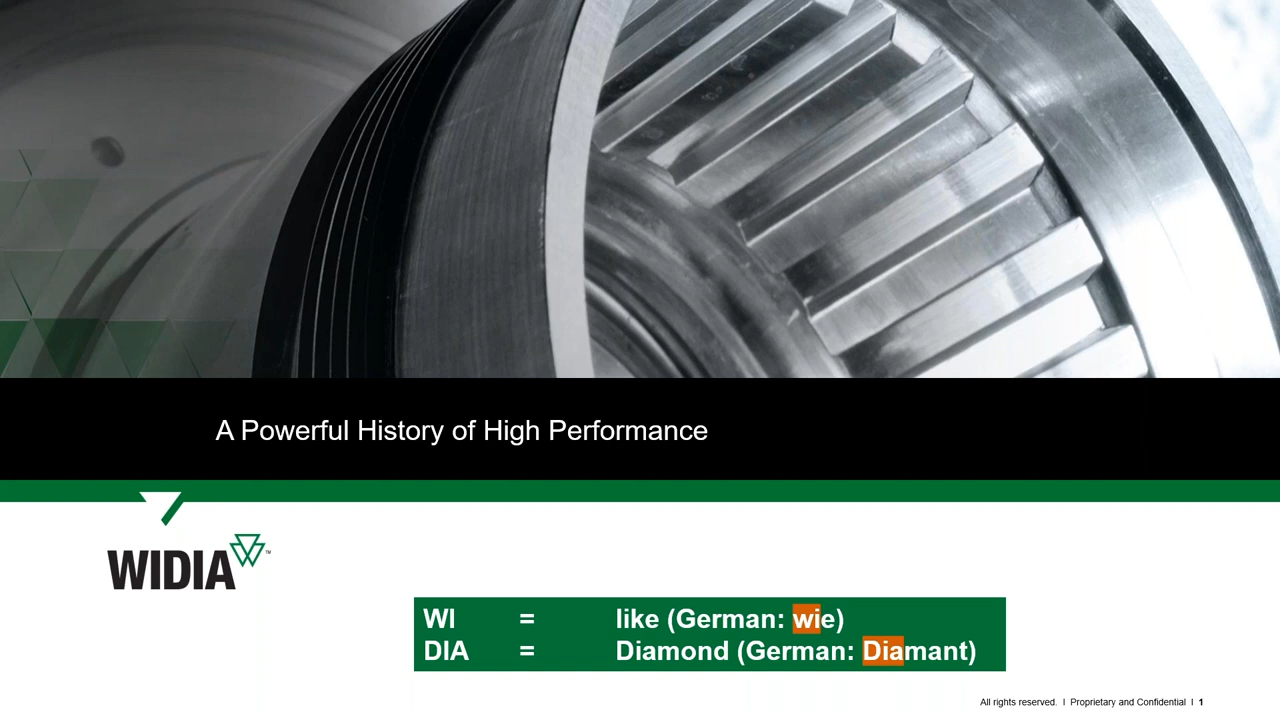 A Powerful History of High Performance
WIDIA™
WI = like (German: wie)
DIA = Diamond (German: Diamant)
All rights reserved. I Proprietary and Confidential I 1